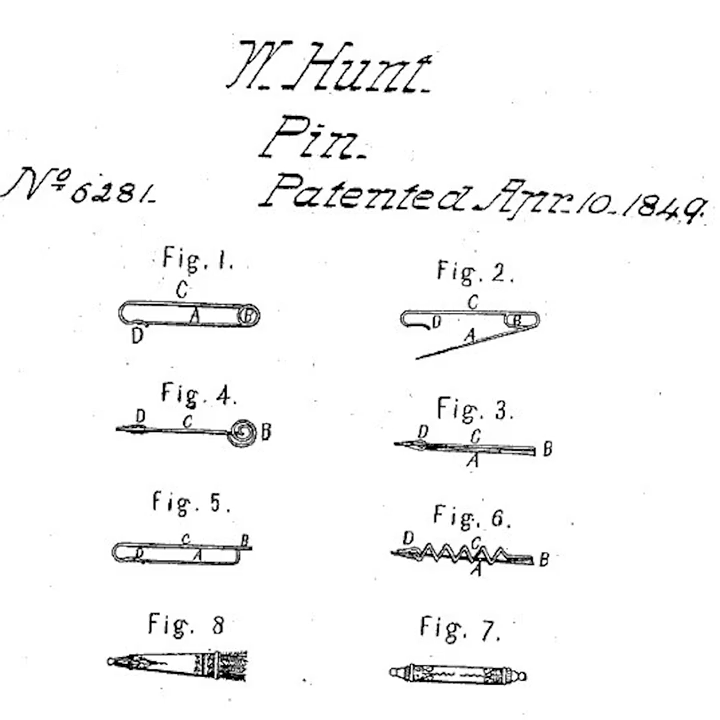 W. Hunt.
Pin.
No 6281.
Patented Apr. 10. 1849.
Fig. 1.
C
A
B
D
Fig. 2.
C
D
B
A
Fig. 4.
D
C
B
Fig. 3.
D
C
B
A
Fig. 5.
C
B
D
A
Fig. 6.
D
C
B
A
Fig. 8
Fig. 7.